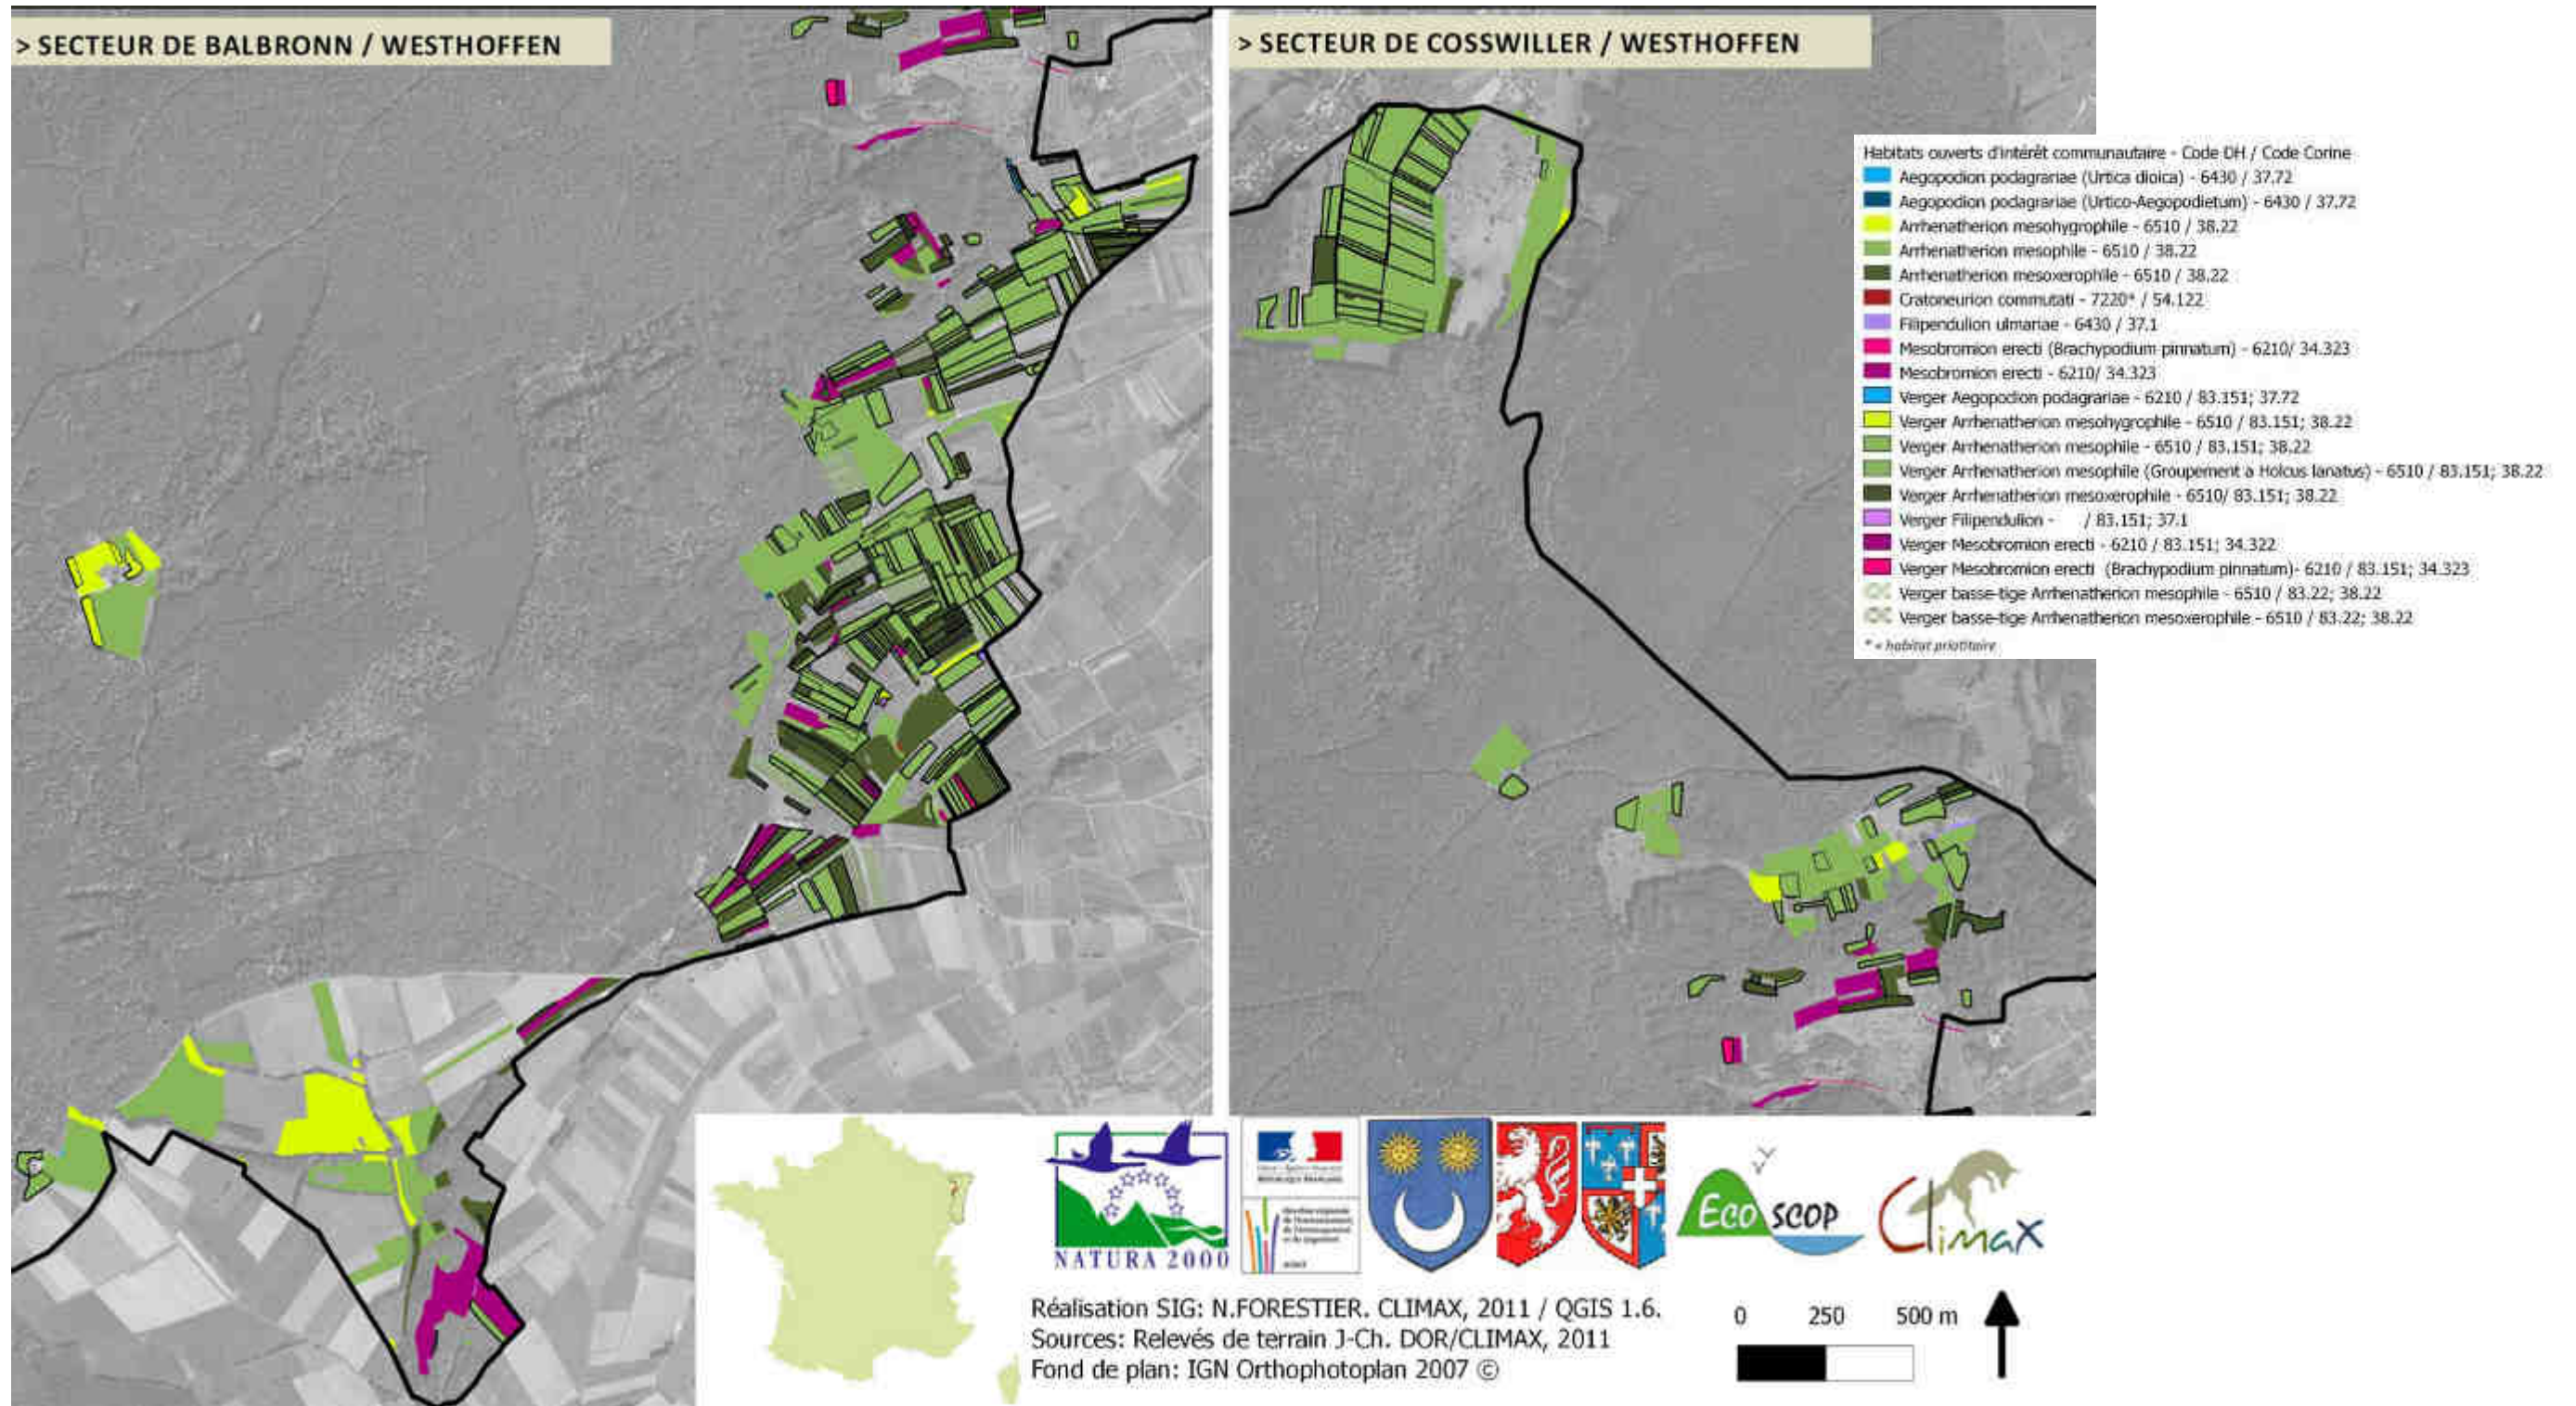 > SECTEUR DE BALBRONN / WESTHOFFEN
> SECTEUR DE COSSWILLER / WESTHOFFEN
Habitats ouverts d'intérêt communautaire - Code DH / Code Corine
Aegopodion podagrariae (Urtica dioica) - 6430 / 37.72
Aegopodion podagrariae (Urtico-Aegopodietum) - 6430 / 37.72
Arrhenatherion mesohygrophile - 6510 / 38.22
Arrhenatherion mesophile - 6510 / 38.22
Arrhenatherion mesoxerophile - 6510 / 38.22
Cratoneurion commutati - 7220* / 54.122
Filipendulion ulmariae - 6430 / 37.1
Mesobromion erecti (Brachypodium pinnatum) - 6210/ 34.323
Mesobromion erecti - 6210/ 34.323
Verger Aegopodion podagrariae - 6210 / 83.151; 37.72
Verger Arrhenatherion mesohygrophile - 6510 / 83.151; 38.22
Verger Arrhenatherion mesophile - 6510 / 83.151; 38.22
Verger Arrhenatherion mesophile (Groupement a Holcus lanatus) - 6510 / 83.151; 38.22
Verger Arrhenatherion mesoxerophile - 6510/ 83.151; 38.22
Verger Filipendulion - / 83.151; 37.1
Verger Mesobromion erecti - 6210 / 83.151; 34.322
Verger Mesobromion erecti (Brachypodium pinnatum)- 6210 / 83.151; 34.323
Verger basse-tige Arrhenatherion mesophile - 6510 / 83.22; 38.22
Verger basse-tige Arrhenatherion mesoxerophile - 6510 / 83.22; 38.22
* = habitat priotitaire
NATURA 2000
RÉPUBLIQUE FRANÇAISE
Eco SCOP
Climax
Réalisation SIG: N.FORESTIER. CLIMAX, 2011 / QGIS 1.6.
Sources: Relevés de terrain J-Ch. DOR/CLIMAX, 2011
Fond de plan: IGN Orthophotoplan 2007 ©
0 250 500 m